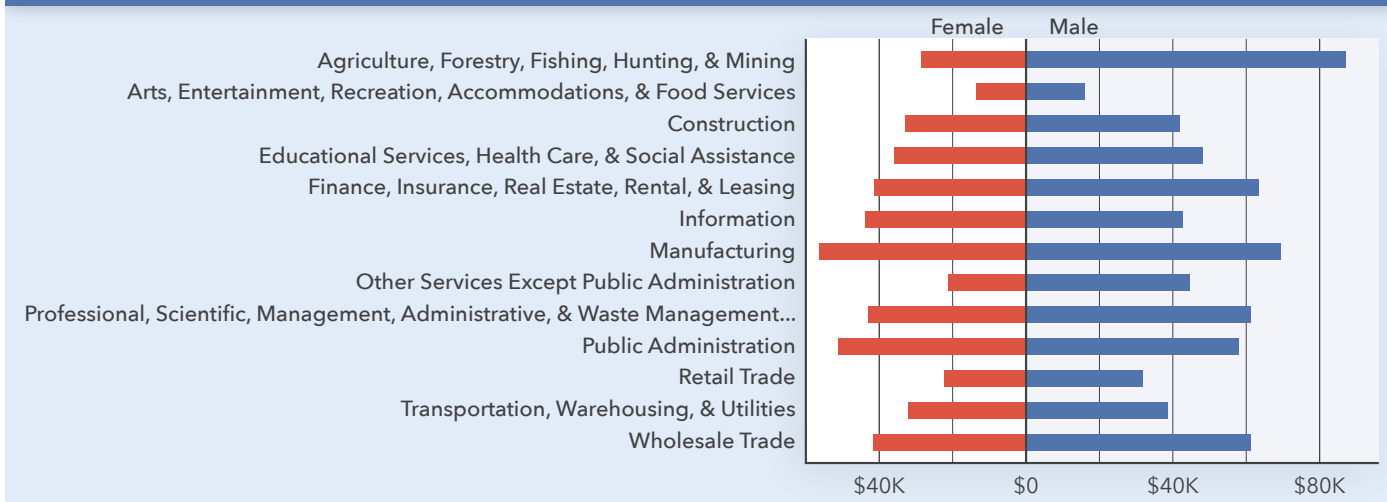 Female Male
Agriculture, Forestry, Fishing, Hunting, & Mining
Arts, Entertainment, Recreation, Accommodations, & Food Services
Construction
Educational Services, Health Care, & Social Assistance
Finance, Insurance, Real Estate, Rental, & Leasing
Information
Manufacturing
Other Services Except Public Administration
Professional, Scientific, Management, Administrative, & Waste Management...
Public Administration
Retail Trade
Transportation, Warehousing, & Utilities
Wholesale Trade
$40K $0 $40K $80K